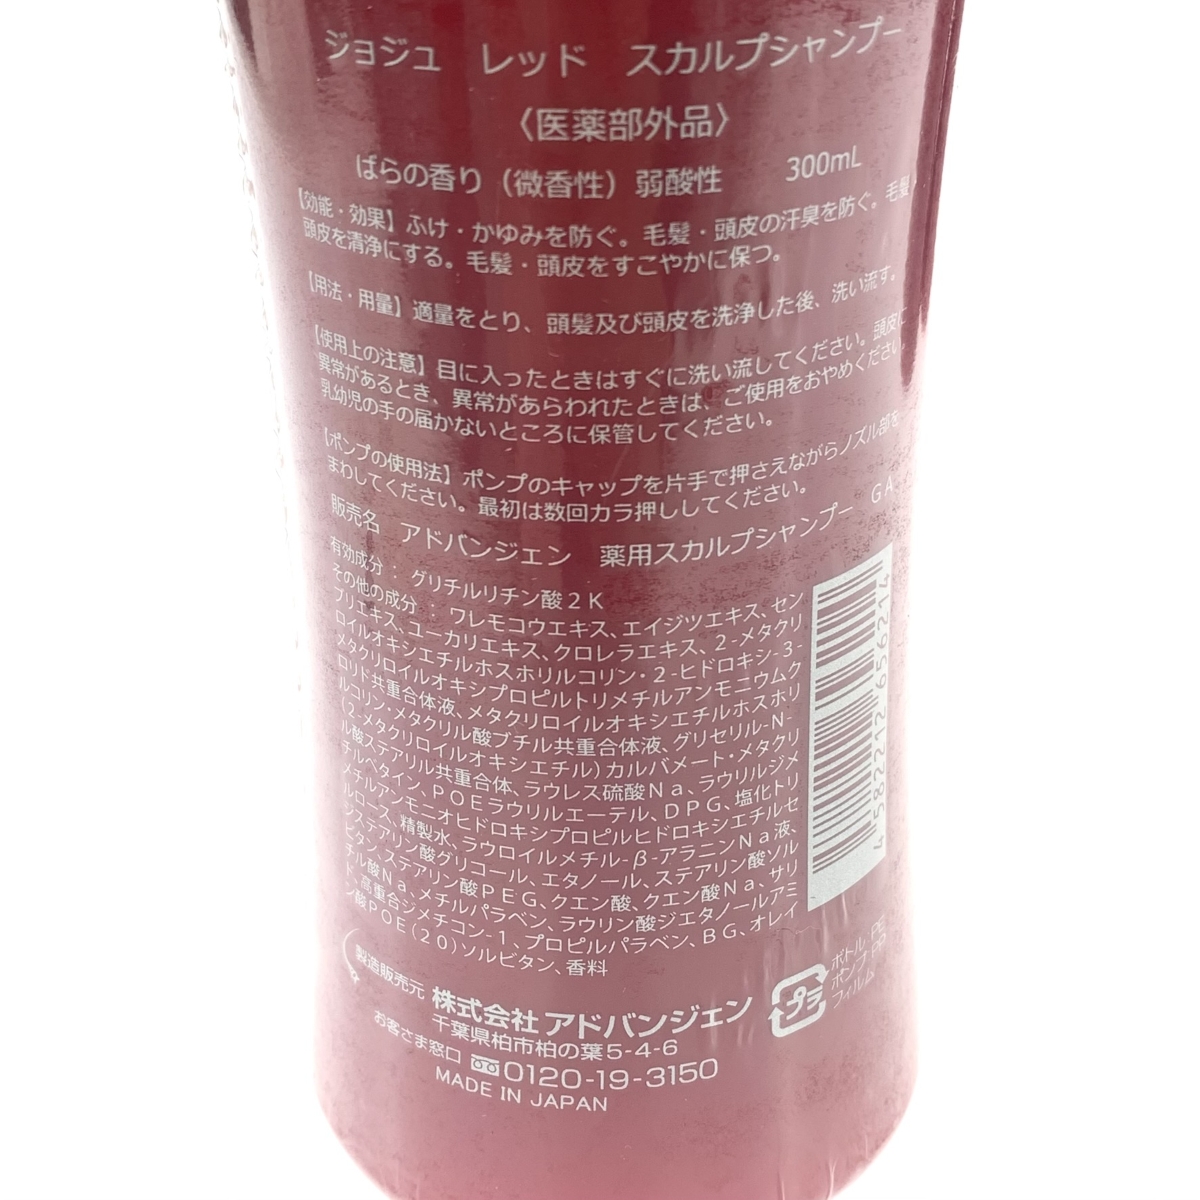 ジョジュ レッド スカルプシャンプー
〈医薬部外品〉
ばらの香り（微香性）弱酸性 300mL
【効能・効果】ふけ・かゆみを防ぐ。毛髪・頭皮の汗臭を防ぐ。毛髪・
頭皮を清浄にする。毛髪・頭皮をすこやかに保つ。
【用法・用量】適量をとり、頭髪及び頭皮を洗浄した後、洗い流す。
【使用上の注意】目に入ったときはすぐに洗い流してください。頭皮に
異常があるとき、異常があらわれたときは、ご使用をおやめください。
乳幼児の手の届かないところに保管してください。
【ポンプの使用法】ポンプのキャップを片手で押さえながらノズル部を
まわしてください。最初は数回カラ押ししてください。
販売名 アドバンジェン 薬用スカルプシャンプー GA
有効成分：グリチルリチン酸2K
その他の成分：ワレモコウエキス、エイジツエキス、セン
ブリエキス、ユーカリエキス、クロレラエキス、2-メタクリ
ロイルオキシエチルホスホリルコリン・2-ヒドロキシ-3-
メタクリロイルオキシプロピルトリメチルアンモニウムク
ロリド共重合体液、メタクリロイルオキシエチルホスホリ
ルコリン・メタクリル酸ブチル共重合体液、グリセリル-N-
(2-メタクリロイルオキシエチル)カルバメート・メタクリ
ル酸ステアリル共重合体、ラウレス硫酸Na、ラウリルジメ
チルベタイン、POEラウリルエーテル、DPG、塩化トリ
メチルアンモニオヒドロキシプロピルヒドロキシエチルセ
ルロース、精製水、ラウロイルメチル-β-アラニンNa液、
ジステアリン酸グリコール、エタノール、ステアリン酸ソル
ビタン、ステアリン酸PEG、クエン酸、クエン酸Na、サリ
チル酸Na、メチルパラベン、ラウリン酸ジエタノールアミ
ド、高重合ジメチコン-1、プロピルパラベン、BG、オレイ
ン酸POE(20)ソルビタン、香料
4 582212 656214
製造販売元 株式会社 アドバンジェン
千葉県柏市柏の葉5-4-6
お客さま窓口 0120-19-3150
MADE IN JAPAN
プラ
ボトル PE
ポンプ PP
フィルム